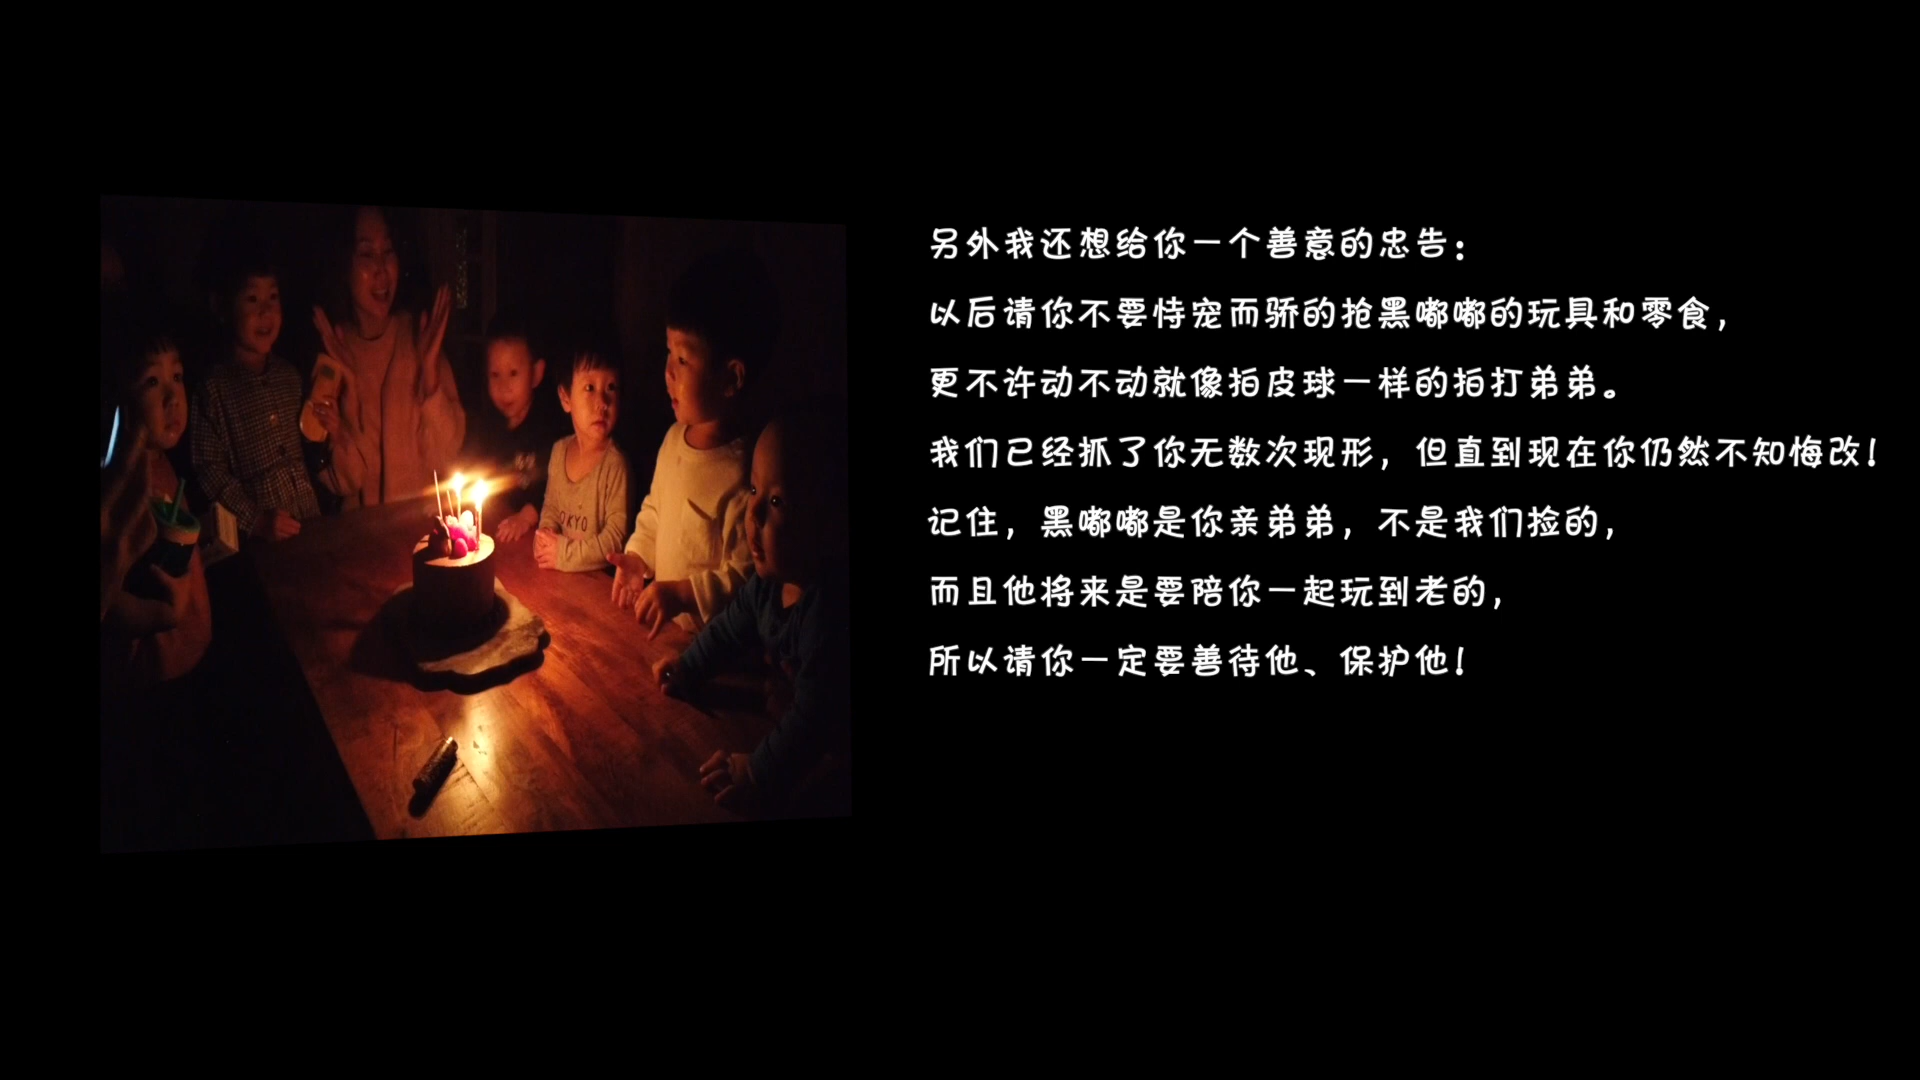 另外我还想给你一个善意的忠告：
以后请你不要恃宠而骄的抢黑嘟嘟的玩具和零食，
更不许动不动就像拍皮球一样的拍打弟弟。
我们已经抓了你无数次现形，但直到现在你仍然不知悔改！
记住，黑嘟嘟是你亲弟弟，不是我们捡的，
而且他将来是要陪你一起玩到老的，
所以请你一定要善待他、保护他！
OKYO